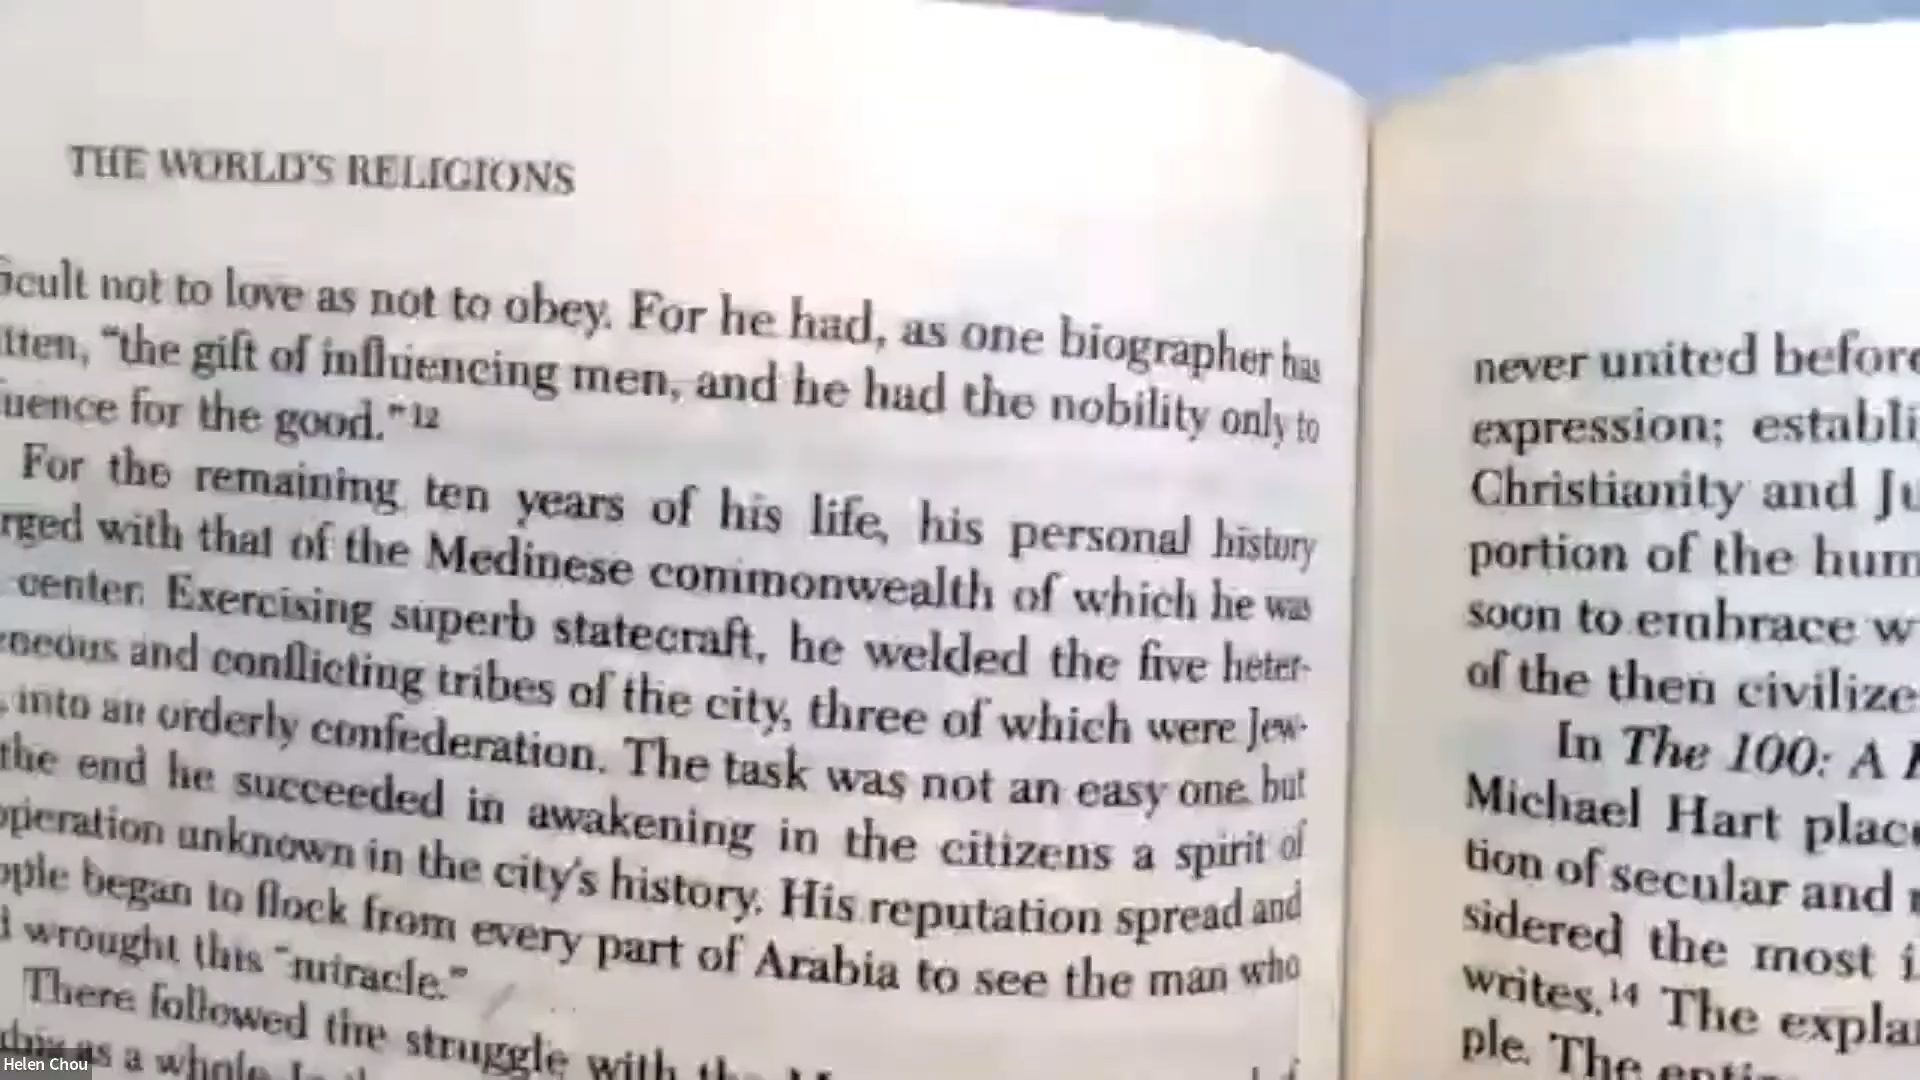 THE WORLD'S RELIGIONS
icult not to love as not to obey. For he had, as one biographer has
tten, "the gift of influencing men, and he had the nobility only to
uence for the good."12
For the remaining ten years of his life, his personal history
rged with that of the Medinese commonwealth of which he was
center. Exercising superb statecraft, he welded the five heter-
eneous and conflicting tribes of the city, three of which were Jew-
, into an orderly confederation. The task was not an easy one but
the end he succeeded in awakening in the citizens a spirit of
operation unknown in the city's history. His reputation spread and
ople began to flock from every part of Arabia to see the man who
d wrought this "miracle."
There followed the struggle with the
as a whole.
never united before
expression; establi
Christianity and Ju
portion of the hum
soon to embrace w
of the then civilize
In The 100: A
Michael Hart place
tion of secular and
sidered the most i
writes.14 The expla
ple. The enti
Helen Chou